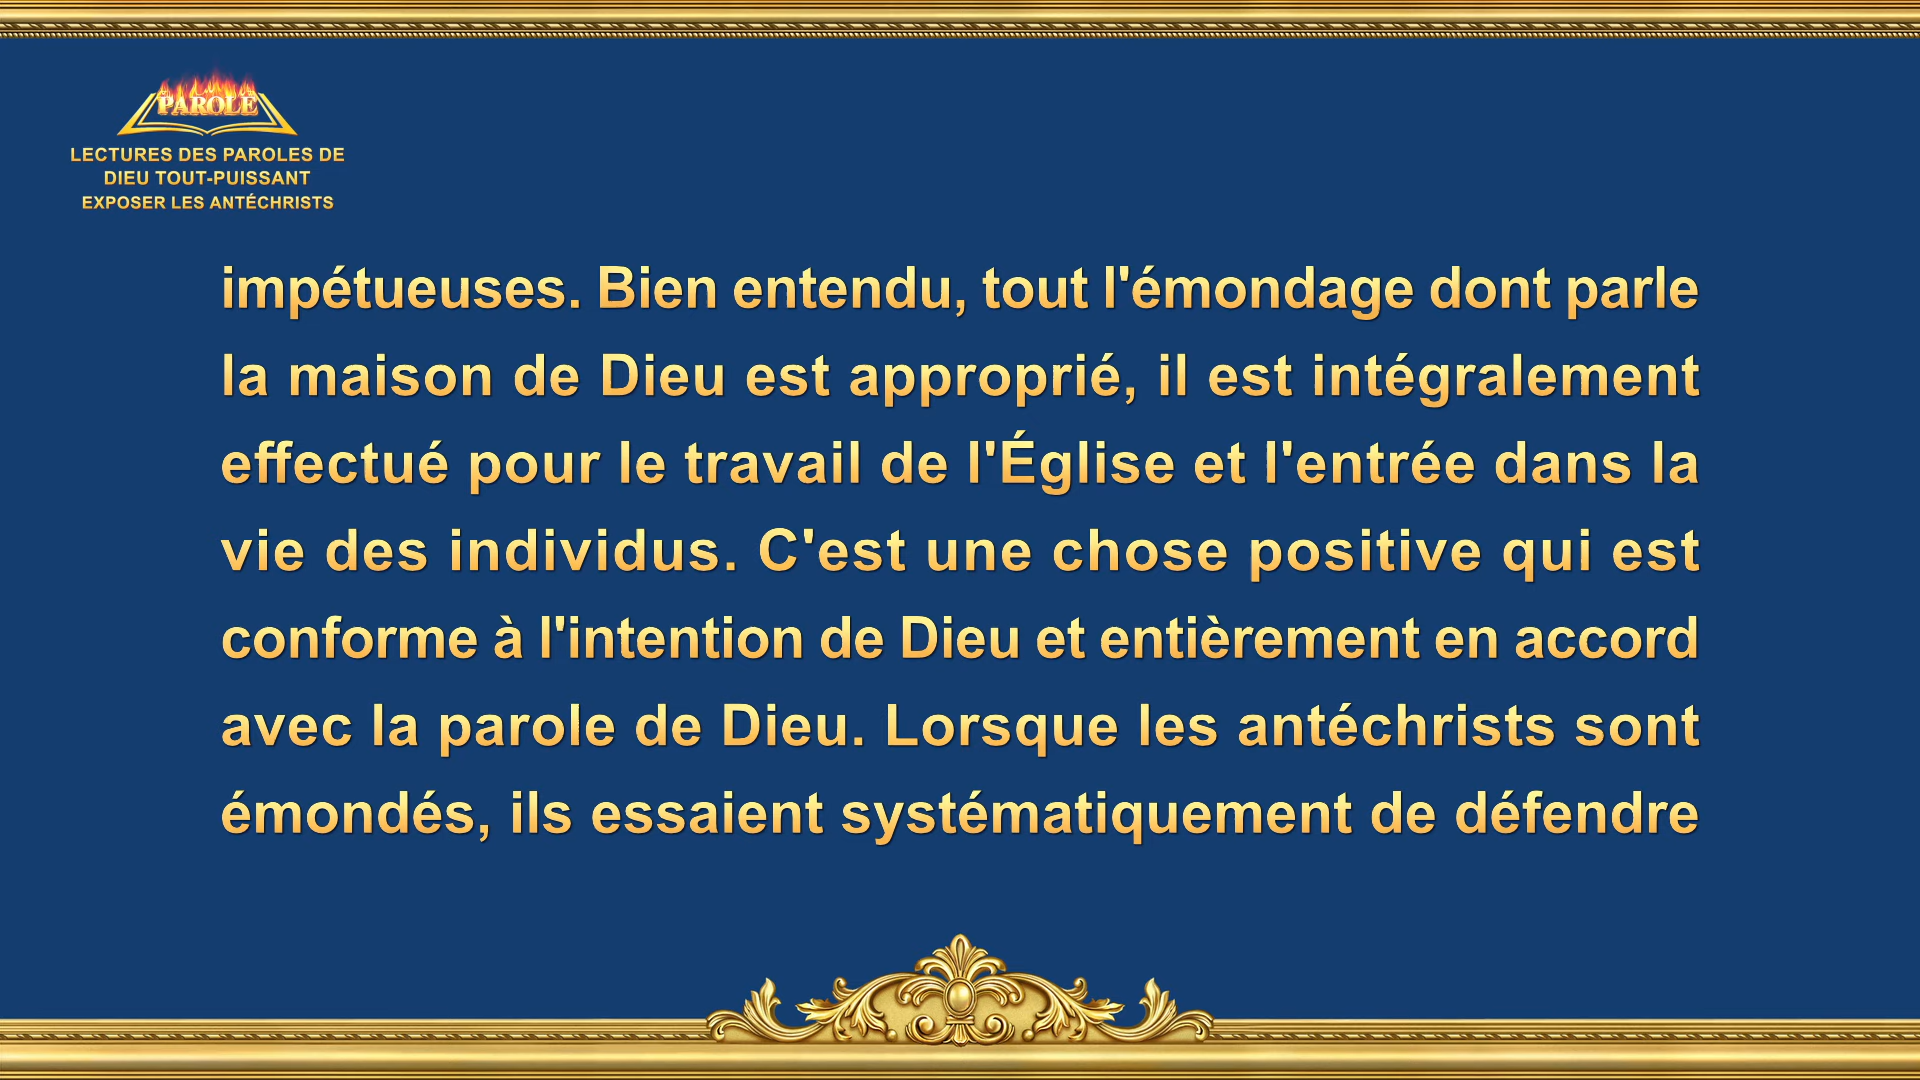 PAROLE
LECTURES DES PAROLES DE
DIEU TOUT-PUISSANT
EXPOSER LES ANTÉCHRISTS
impétueuses. Bien entendu, tout l'émondage dont parle
la maison de Dieu est approprié, il est intégralement
effectué pour le travail de l'Église et l'entrée dans la
vie des individus. C'est une chose positive qui est
conforme à l'intention de Dieu et entièrement en accord
avec la parole de Dieu. Lorsque les antéchrists sont
émondés, ils essaient systématiquement de défendre